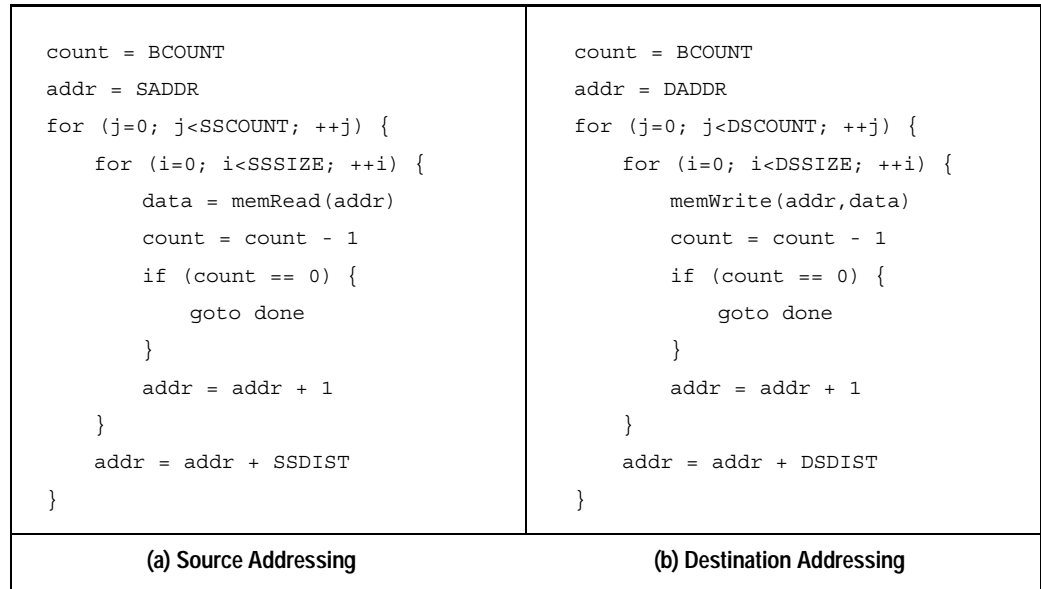 count = BCOUNT
addr = SADDR
for (j=0; j<SSCOUNT; ++j) {
    for (i=0; i<SSSIZE; ++i) {
        data = memRead(addr)
        count = count - 1
        if (count == 0) {
            goto done
        }
        addr = addr + 1
    }
    addr = addr + SSDIST
}
(a) Source Addressing
count = BCOUNT
addr = DADDR
for (j=0; j<DSCOUNT; ++j) {
    for (i=0; i<DSSIZE; ++i) {
        memWrite(addr,data)
        count = count - 1
        if (count == 0) {
            goto done
        }
        addr = addr + 1
    }
    addr = addr + DSDIST
}
(b) Destination Addressing